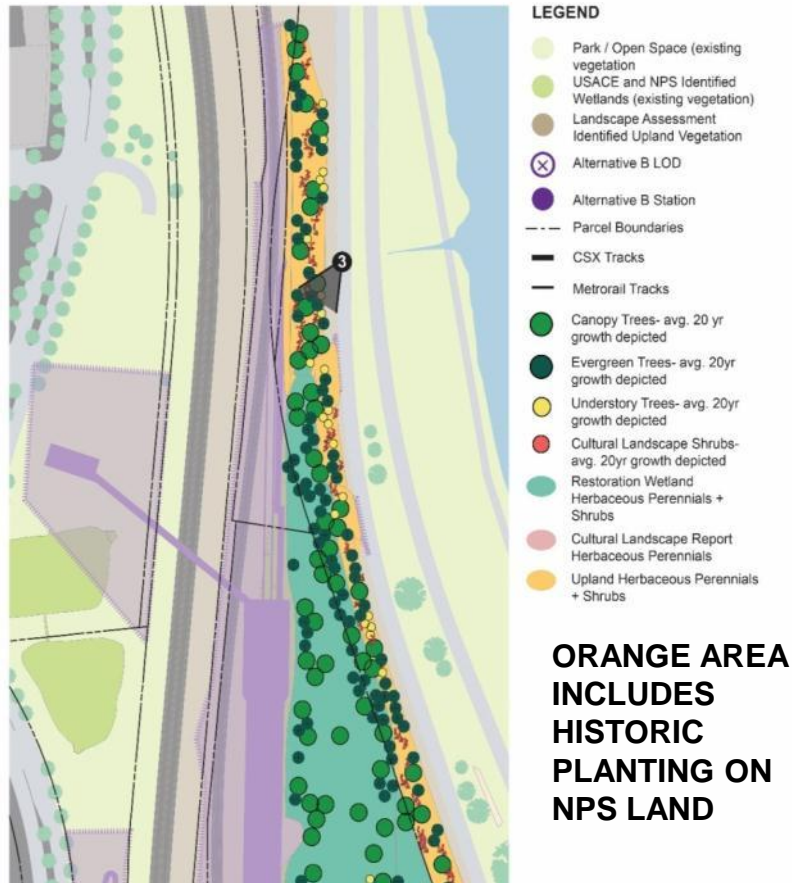 LEGEND
Park / Open Space (existing
vegetation
USACE and NPS Identified
Wetlands (existing vegetation)
Landscape Assessment
Identified Upland Vegetation
Alternative B LOD
Alternative B Station
Parcel Boundaries
CSX Tracks
Metrorail Tracks
Canopy Trees- avg. 20 yr
growth depicted
Evergreen Trees- avg. 20yr
growth depicted
Understory Trees- avg. 20yr
growth depicted
Cultural Landscape Shrubs-
avg. 20yr growth depicted
Restoration Wetland
Herbaceous Perennials +
Shrubs
Cultural Landscape Report
Herbaceous Perennials
Upland Herbaceous Perennials
+ Shrubs
3
ORANGE AREA
INCLUDES
HISTORIC
PLANTING ON
NPS LAND